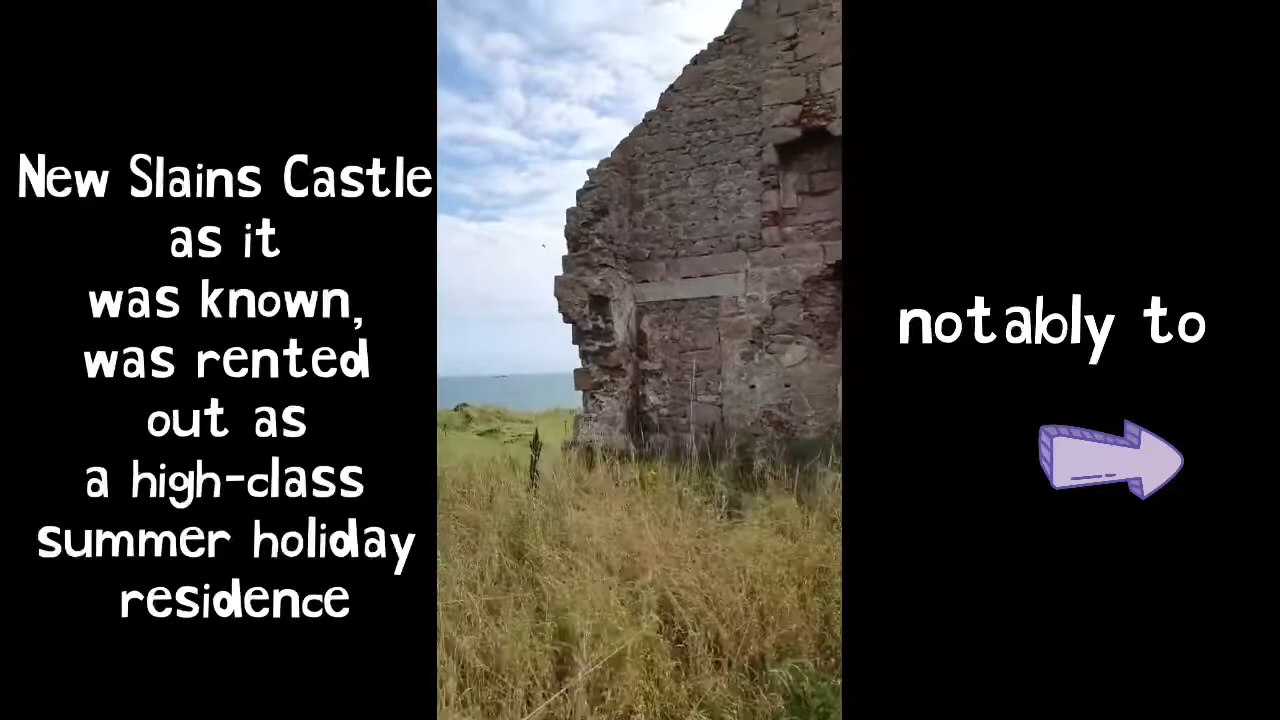 New Slains Castle
as it
was known,
was rented
out as
a high-class
summer holiday
residence
notably to